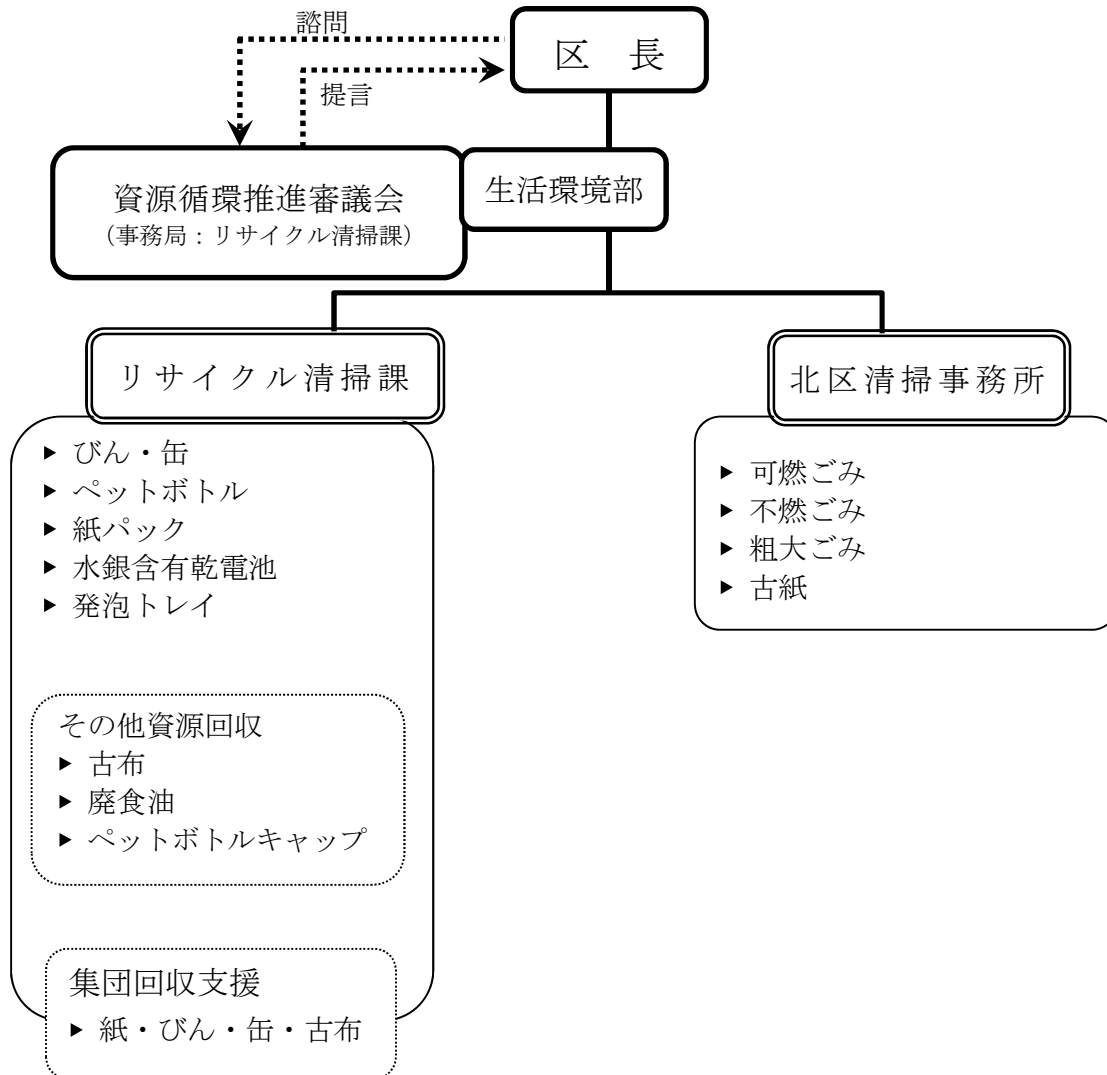 諮問
区　長
提言
資源循環推進審議会
（事務局：リサイクル清掃課）
生活環境部
リサイクル清掃課
▶ びん・缶
▶ ペットボトル
▶ 紙パック
▶ 水銀含有乾電池
▶ 発泡トレイ
その他資源回収
▶ 古布
▶ 廃食油
▶ ペットボトルキャップ
集団回収支援
▶ 紙・びん・缶・古布
北区清掃事務所
▶ 可燃ごみ
▶ 不燃ごみ
▶ 粗大ごみ
▶ 古紙